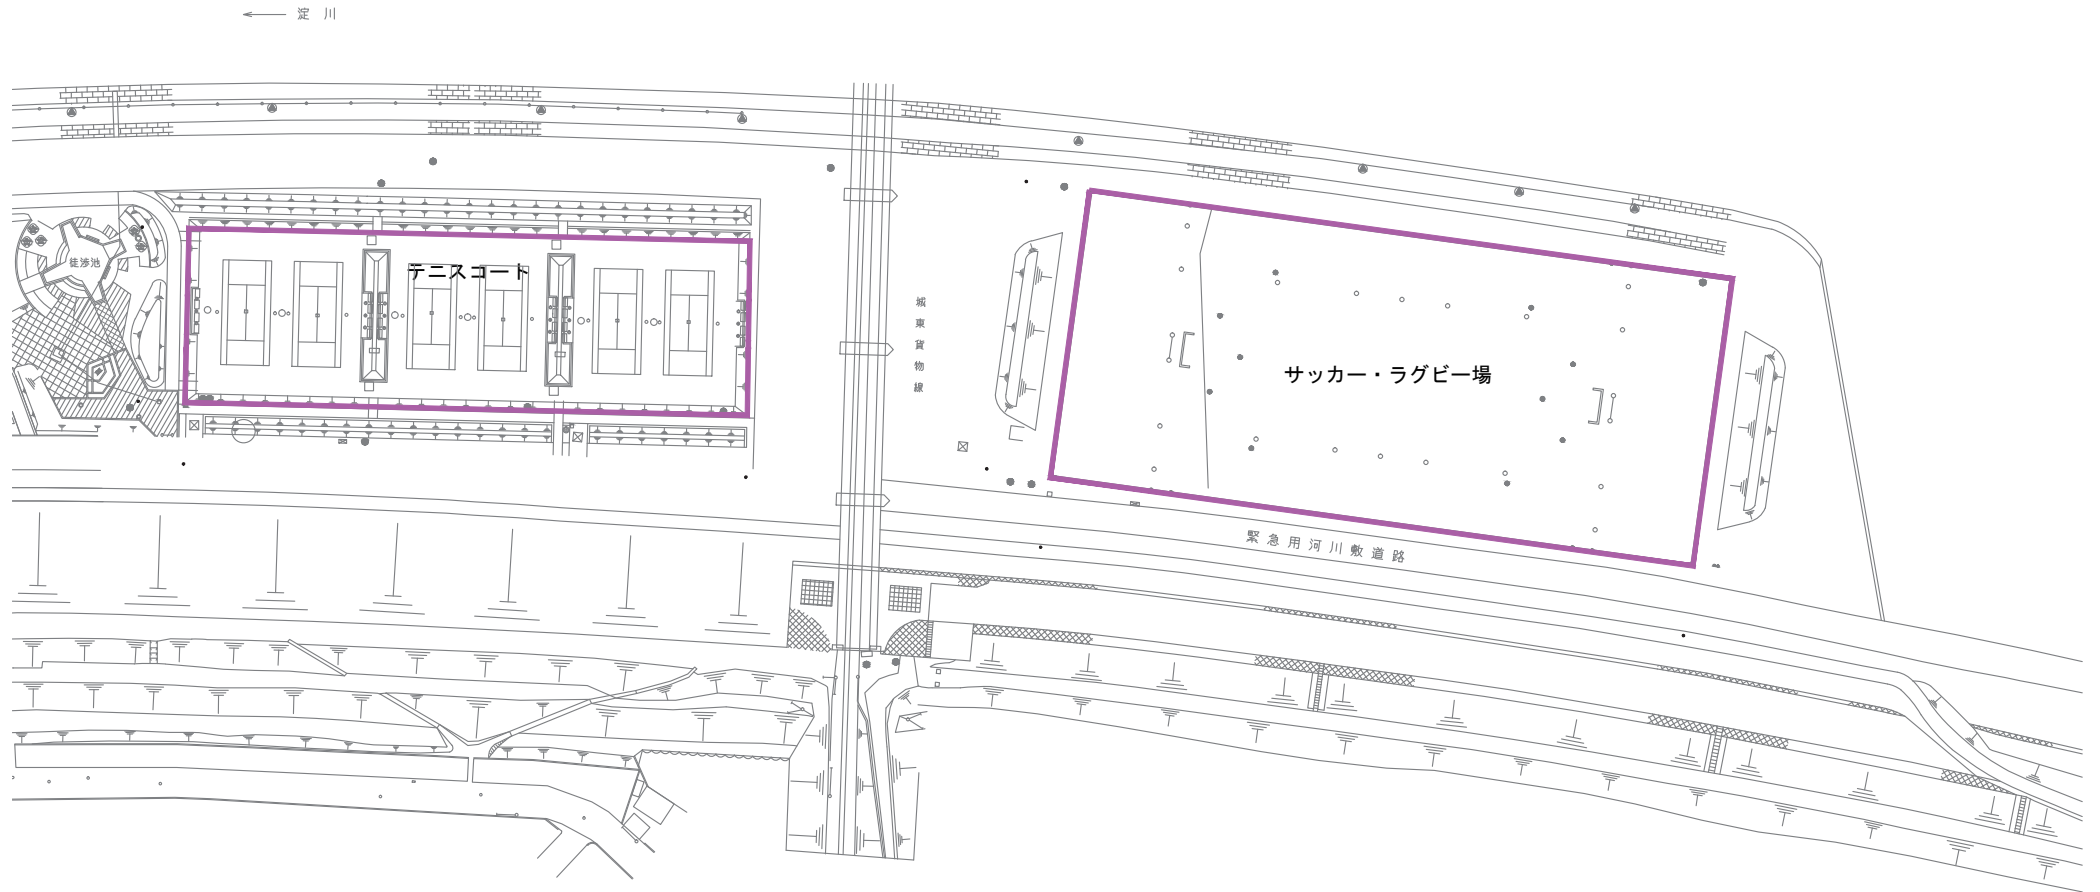 淀川
徒渉池
テニスコート
城東貨物線
サッカー・ラグビー場
緊急用河川敷道路